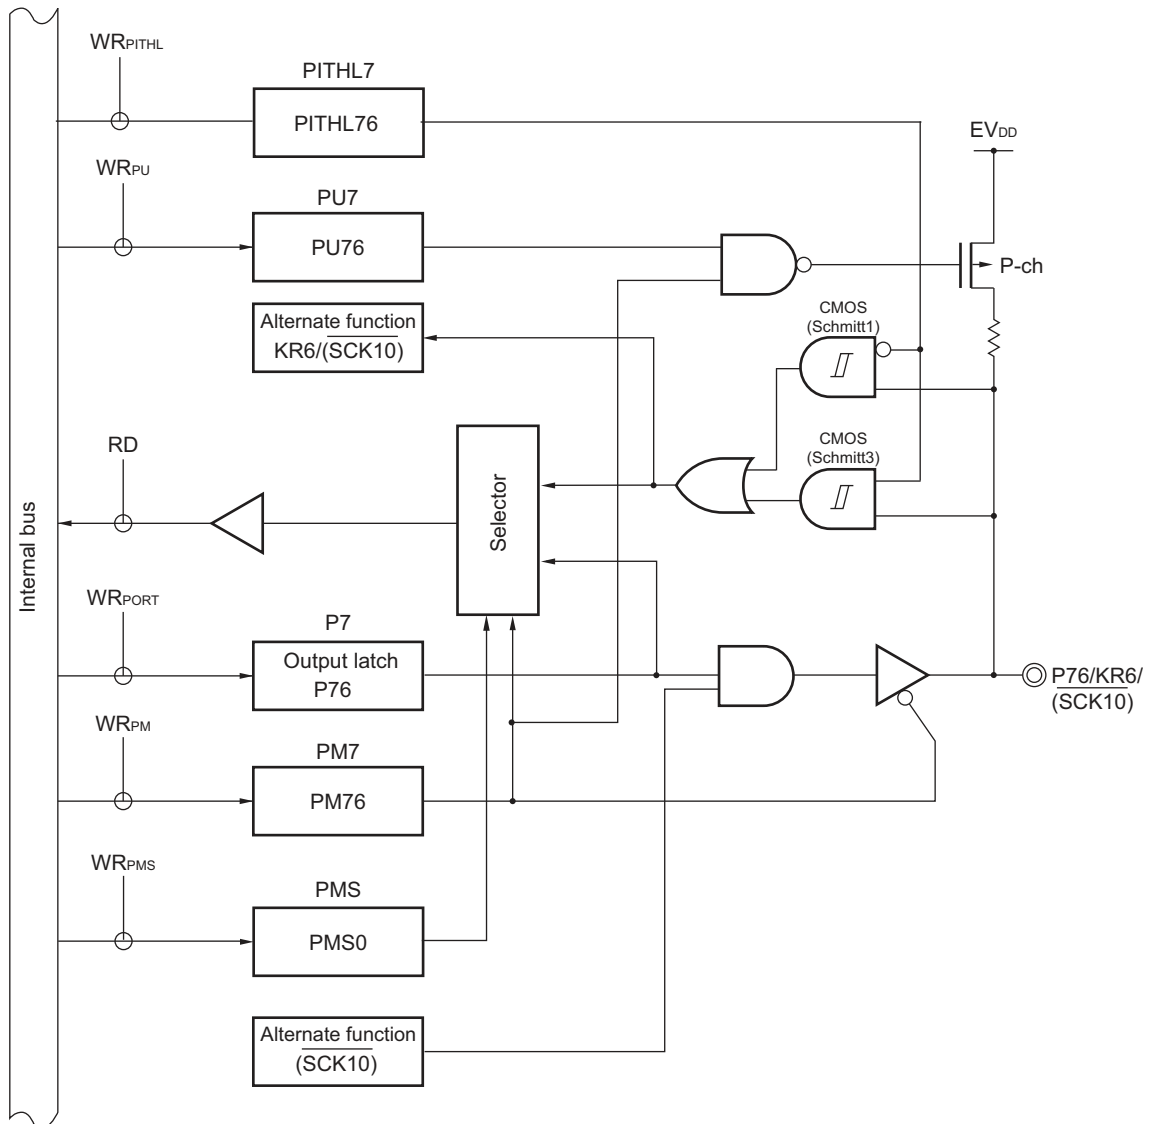 WRPITHL
PITHL7
PITHL76
EVDD
WRPU
PU7
PU76
P-ch
CMOS
(Schmitt1)
Alternate function
KR6/(SCK10)
RD
CMOS
(Schmitt3)
Selector
Internal bus
WRPORT
P7
Output latch
P76
P76/KR6/
(SCK10)
WRPM
PM7
PM76
WRPMS
PMS
PMS0
Alternate function
(SCK10)